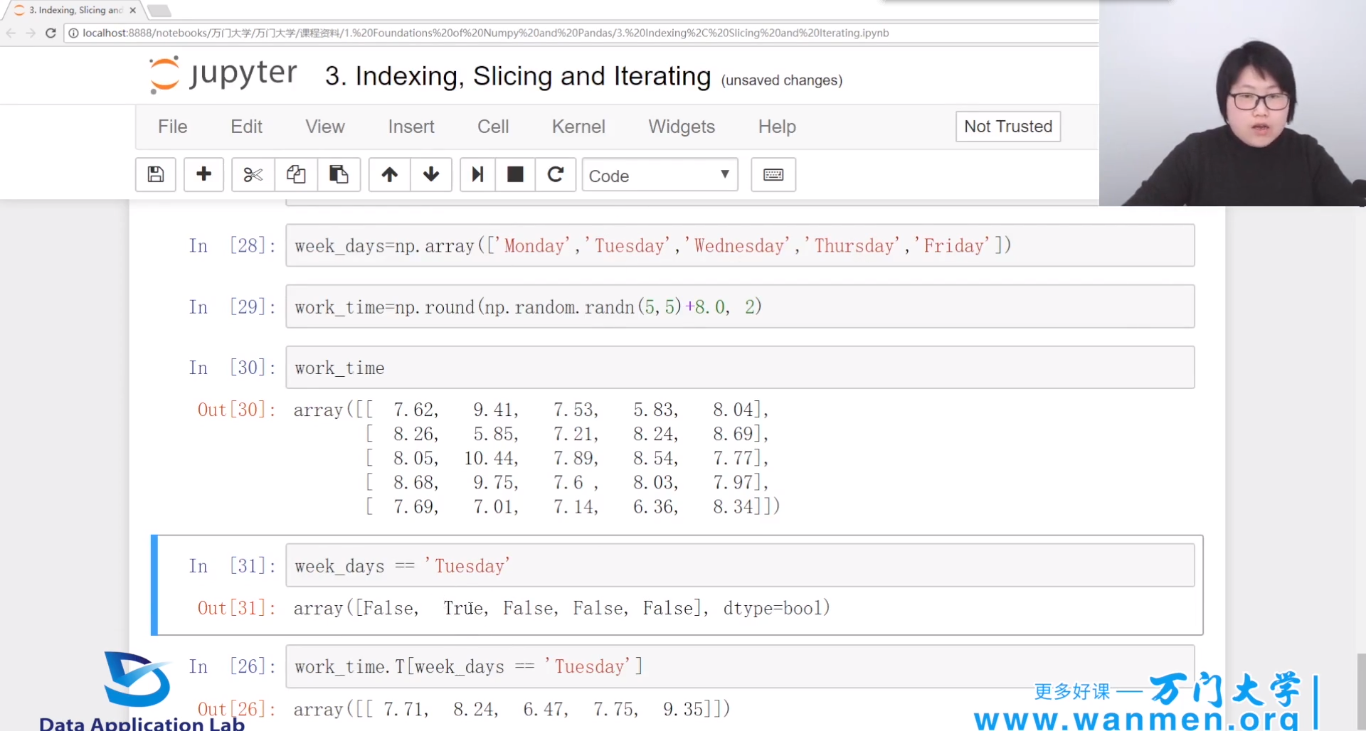 3. Indexing, Slicing and
localhost:8888/notebooks/万门大学/万门大学/课程资料/1.%20Foundations%20of%20Numpy%20and%20Pandas/3.%20Indexing%2C%20Slicing%20and%20Iterating.ipynb
jupyter 3. Indexing, Slicing and Iterating (unsaved changes)
File Edit View Insert Cell Kernel Widgets Help Not Trusted
Code
In [28]: week_days=np.array(['Monday','Tuesday','Wednesday','Thursday','Friday'])
In [29]: work_time=np.round(np.random.randn(5,5)+8.0, 2)
In [30]: work_time
Out[30]: array([[ 7.62, 9.41, 7.53, 5.83, 8.04],
[ 8.26, 5.85, 7.21, 8.24, 8.69],
[ 8.05, 10.44, 7.89, 8.54, 7.77],
[ 8.68, 9.75, 7.6 , 8.03, 7.97],
[ 7.69, 7.01, 7.14, 6.36, 8.34]])
In [31]: week_days == 'Tuesday'
Out[31]: array([False, True, False, False, False], dtype=bool)
In [26]: work_time.T[week_days == 'Tuesday']
Out[26]: array([[ 7.71, 8.24, 6.47, 7.75, 9.35]])
更多好课 — 万门大学
www.wanmen.org
Data Application Lab